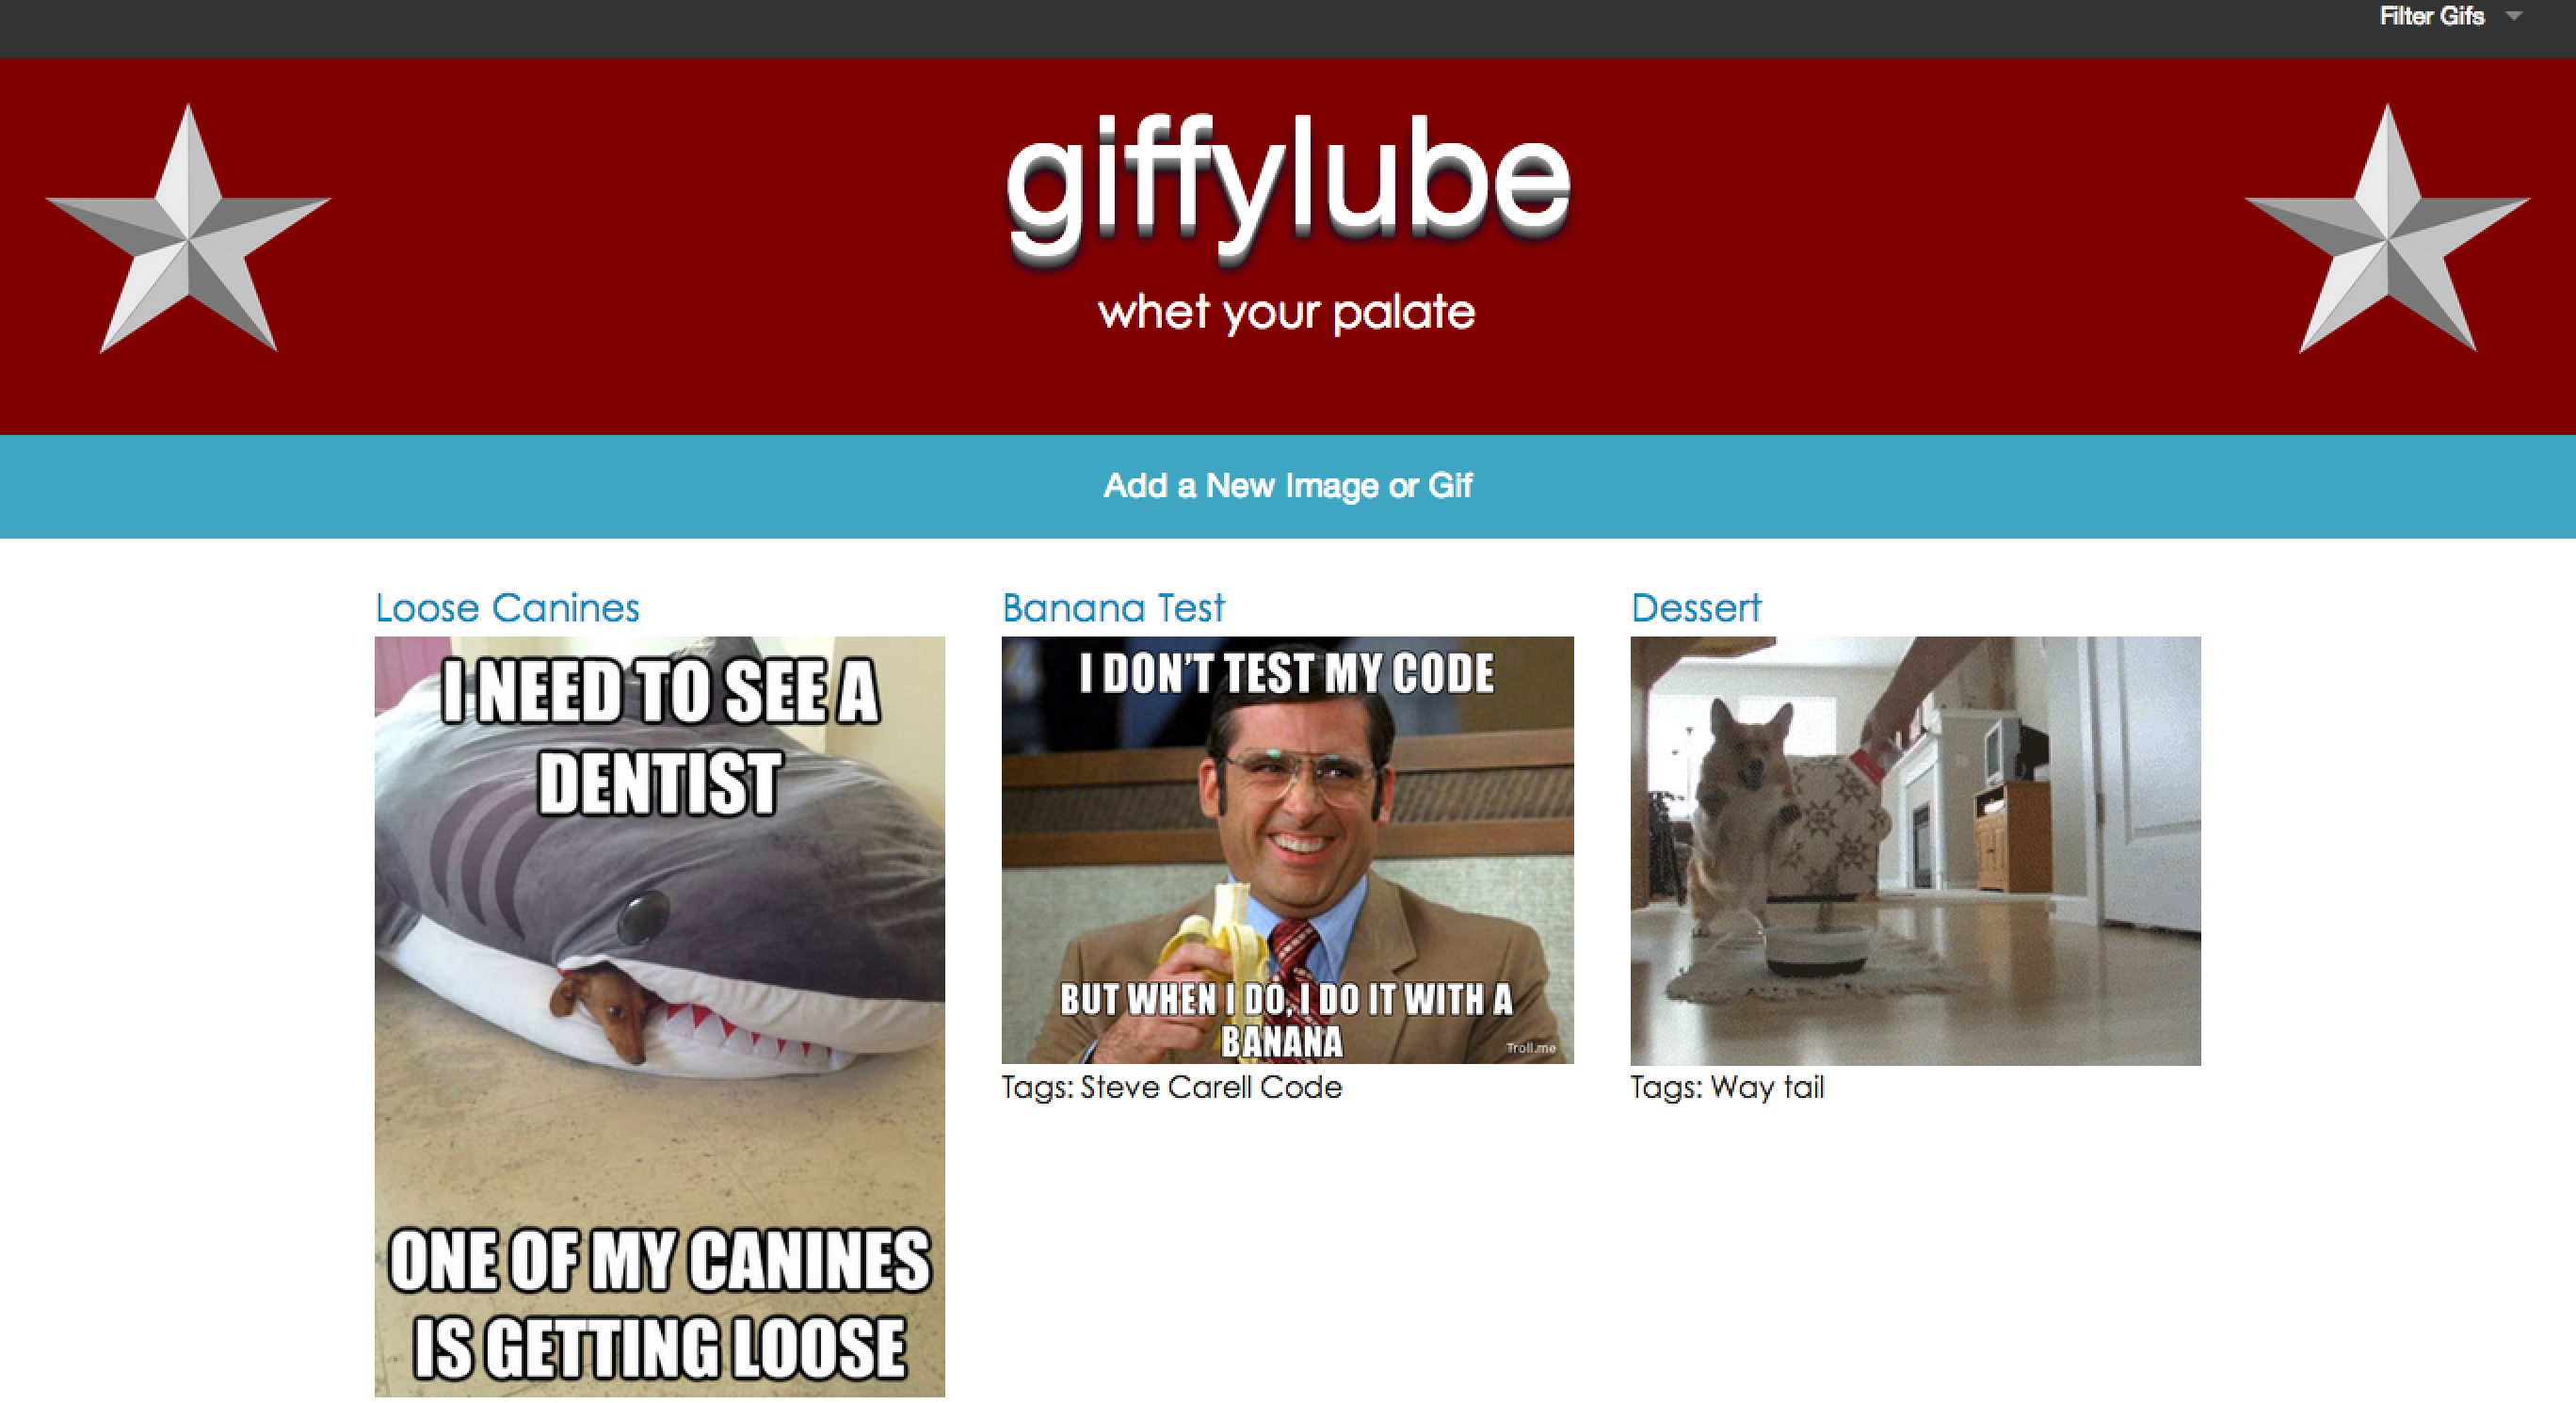 Filter Gifs
giffylube
whet your palate
Add a New Image or Gif
Loose Canines
I NEED TO SEE A
DENTIST
ONE OF MY CANINES
IS GETTING LOOSE
Banana Test
I DON'T TEST MY CODE
BUT WHEN I DO, I DO IT WITH A
BANANA
Troll.me
Tags: Steve Carell Code
Dessert
Tags: Way tail